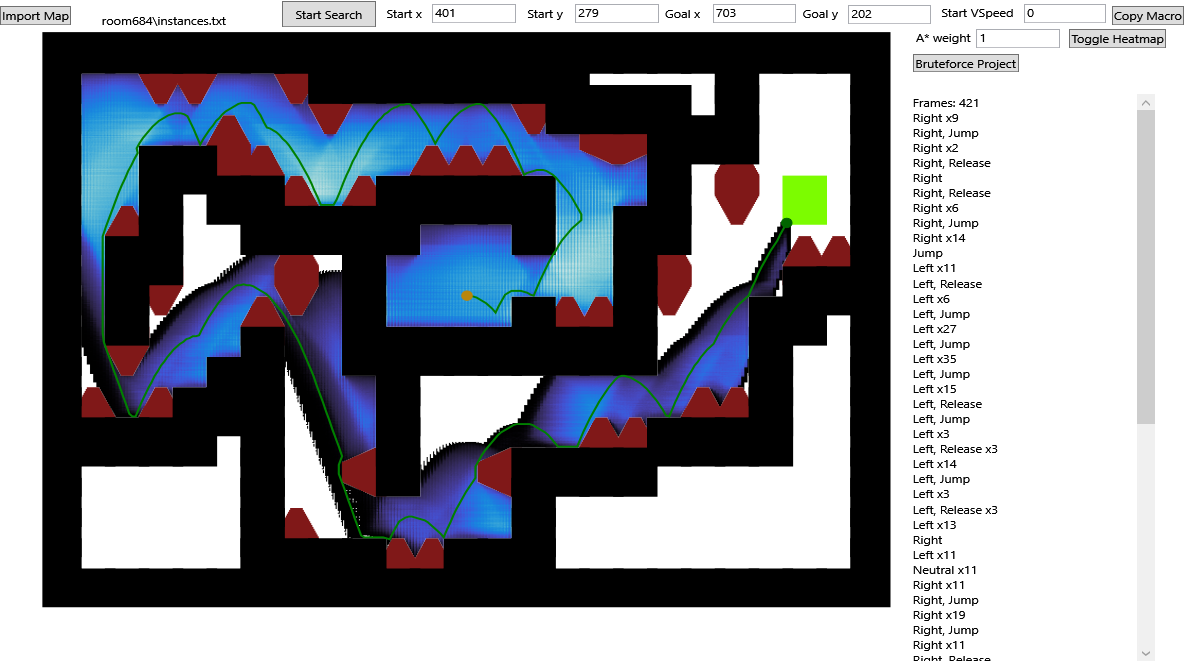 Import Map
room684\instances.txt
Start Search
Start x 401
Start y 279
Goal x 703
Goal y 202
Start VSpeed 0
Copy Macro
A* weight 1
Toggle Heatmap
Bruteforce Project
Frames: 421
Right x9
Right, Jump
Right x2
Right, Release
Right
Right, Release
Right x6
Right, Jump
Right x14
Jump
Left x11
Left, Release
Left x6
Left, Jump
Left x27
Left, Jump
Left x35
Left, Jump
Left x15
Left, Release
Left, Jump
Left x3
Left, Release x3
Left x14
Left, Jump
Left x3
Left, Release x3
Left x13
Right
Left x11
Neutral x11
Right x11
Right, Jump
Right x19
Right, Jump
Right x11
Right, Release